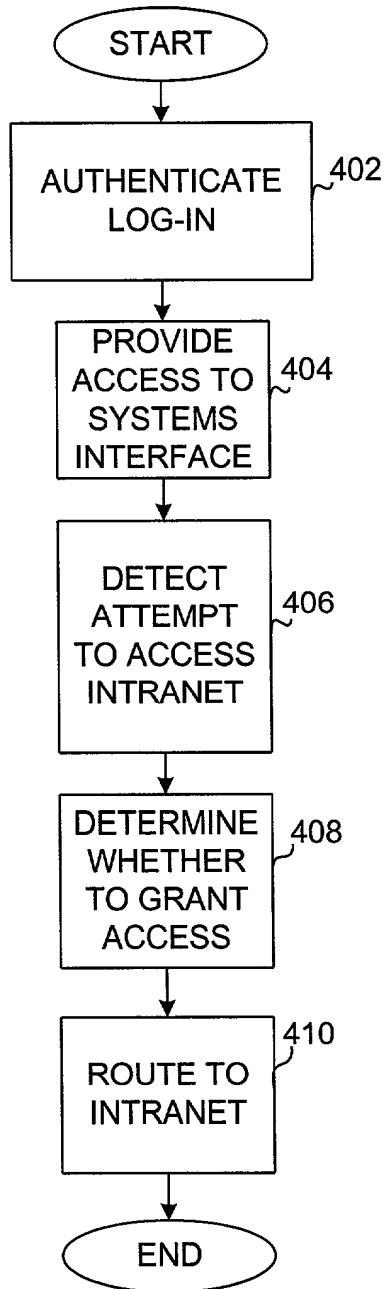 START
AUTHENTICATE
LOG-IN
402
PROVIDE
ACCESS TO
SYSTEMS
INTERFACE
404
DETECT
ATTEMPT
TO ACCESS
INTRANET
406
DETERMINE
WHETHER
TO GRANT
ACCESS
408
ROUTE TO
INTRANET
410
END